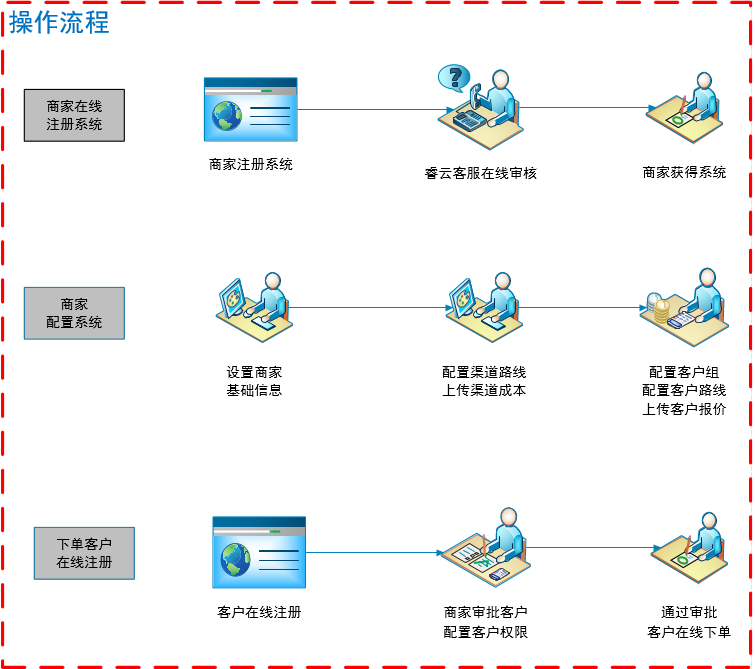 操作流程
商家在线
注册系统
商家注册系统
睿云客服在线审核
商家获得系统
商家
配置系统
设置商家
基础信息
配置渠道路线
上传渠道成本
配置客户组
配置客户路线
上传客户报价
下单客户
在线注册
客户在线注册
商家审批客户
配置客户权限
通过审批
客户在线下单